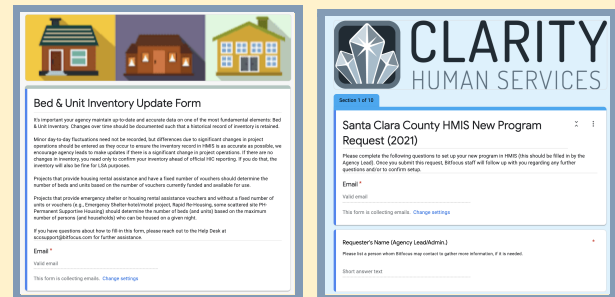 Bed & Unit Inventory Update Form
It's important your agency maintain up-to-date and accurate data on one of the most fundamental elements: Bed
& Unit Inventory. Changes over time should be documented such that a historical record of inventory is retained.
Minor day-to-day fluctuations need not be recorded, but differences due to significant changes in project
operations should be entered as they occur to ensure the inventory record in HMIS is as accurate as possible, we
encourage agency leads to make updates if there is a significant change in project operations. If there are no
changes in inventory, you need only to confirm your inventory ahead of official HIC reporting. If you do that, the
inventory will also be fine for LSA purposes.
Projects that provide housing rental assistance and have a fixed number of vouchers should determine the
number of beds and units based on the number of vouchers currently funded and available for use.
Projects that provide emergency shelter or housing rental assistance vouchers and without a fixed number of
units or vouchers (e.g., Emergency Shelter-hotel/motel project, Rapid Re-Housing, some scattered site PH-
Permanent Supportive Housing) should determine the number of beds (and units) based on the maximum
number of persons (and households) who can be housed on a given night.
If you have questions about how to fill-in this form, please reach out to the Help Desk at
sccsupport@bitfocus.com for further assistance.
Email *
Valid email
This form is collecting emails. Change settings
CLARITY
HUMAN SERVICES
Section 1 of 10
Santa Clara County HMIS New Program
Request (2021)
Please complete the following questions to set up your new program in HMIS (this should be filled in by the
Agency Lead). Once you submit this request, Bitfocus staff will follow up with you regarding any further
questions and/or to confirm setup.
Email *
Valid email
This form is collecting emails. Change settings
Requester's Name (Agency Lead/Admin.) *
Please list a person whom Bitfocus may contact to gather more information, if it is needed.
Short answer text